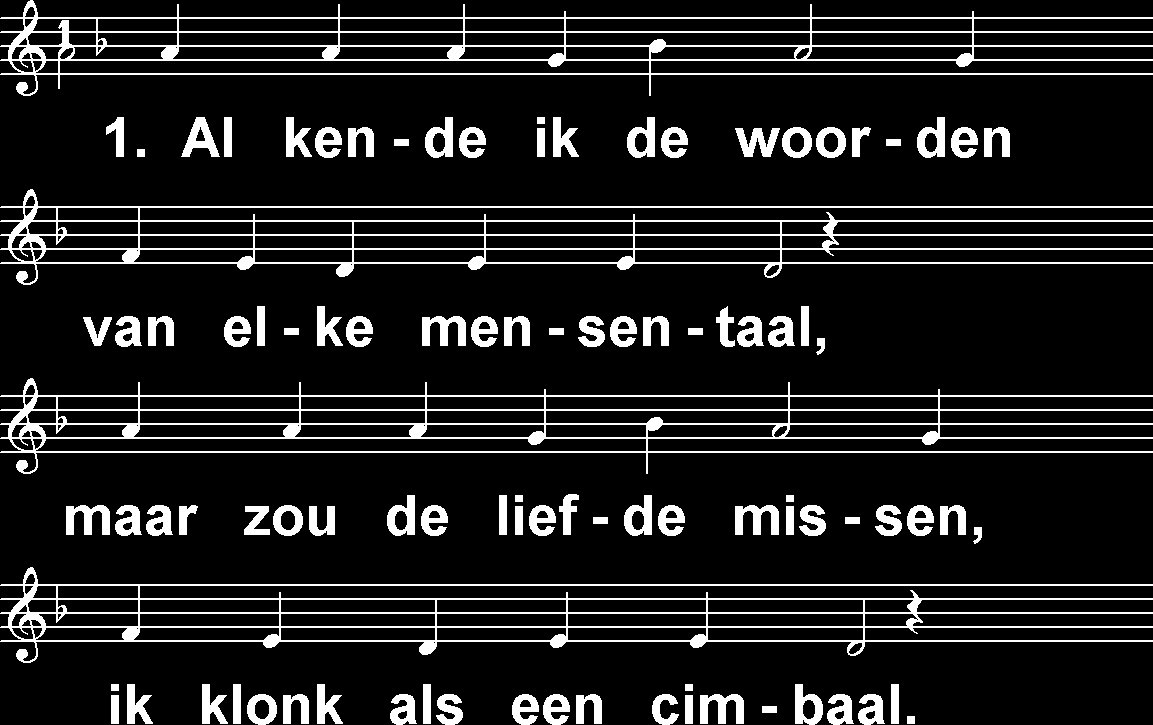 1
1. Al ken - de ik de woor - den
van el - ke men - sen - taal,
maar zou de lief - de mis - sen,
ik klonk als een cim - baal.